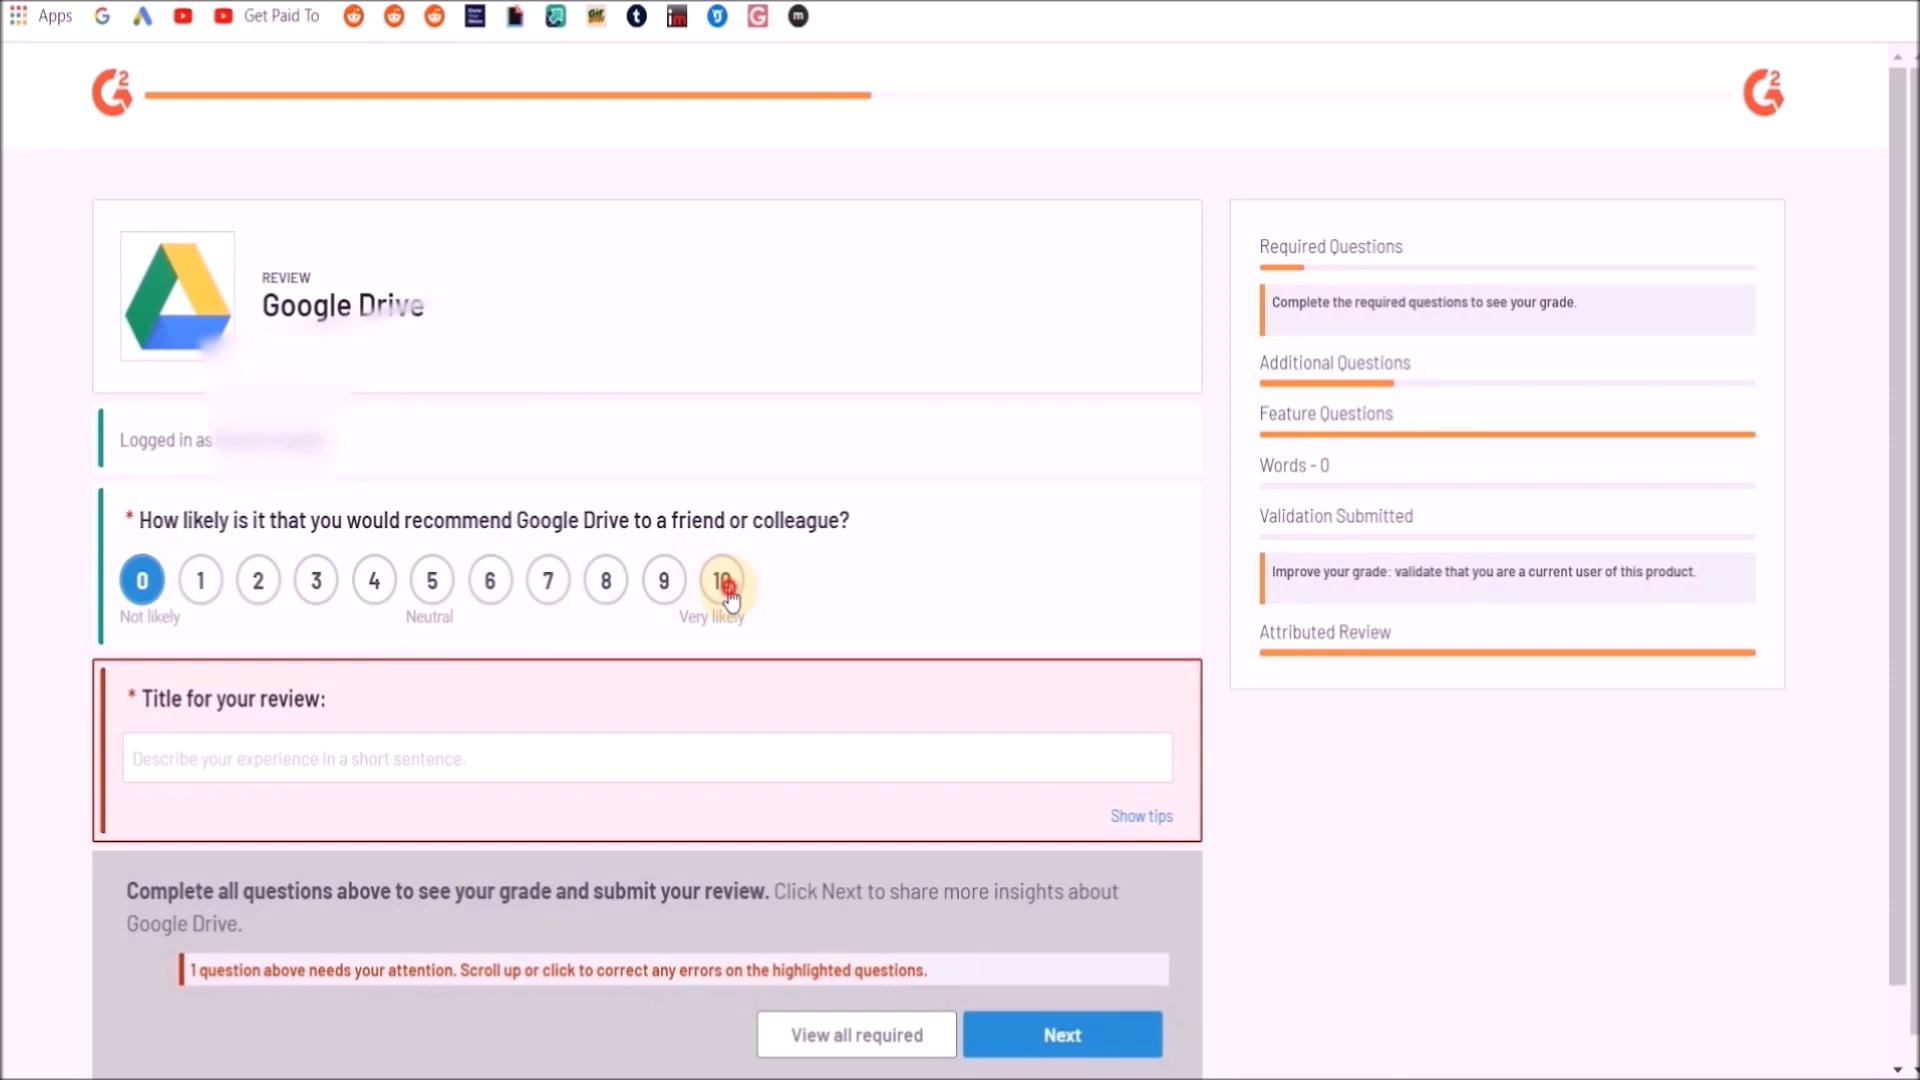 Apps
Get Paid To
REVIEW
Google Drive
Logged in as
* How likely is it that you would recommend Google Drive to a friend or colleague?
0 1 2 3 4 5 6 7 8 9 10
Not likely Neutral Very likely
* Title for your review:
Describe your experience in a short sentence.
Show tips
Complete all questions above to see your grade and submit your review. Click Next to share more insights about
Google Drive.
1 question above needs your attention. Scroll up or click to correct any errors on the highlighted questions.
View all required
Next
Required Questions
Complete the required questions to see your grade.
Additional Questions
Feature Questions
Words - 0
Validation Submitted
Improve your grade: validate that you are a current user of this product.
Attributed Review